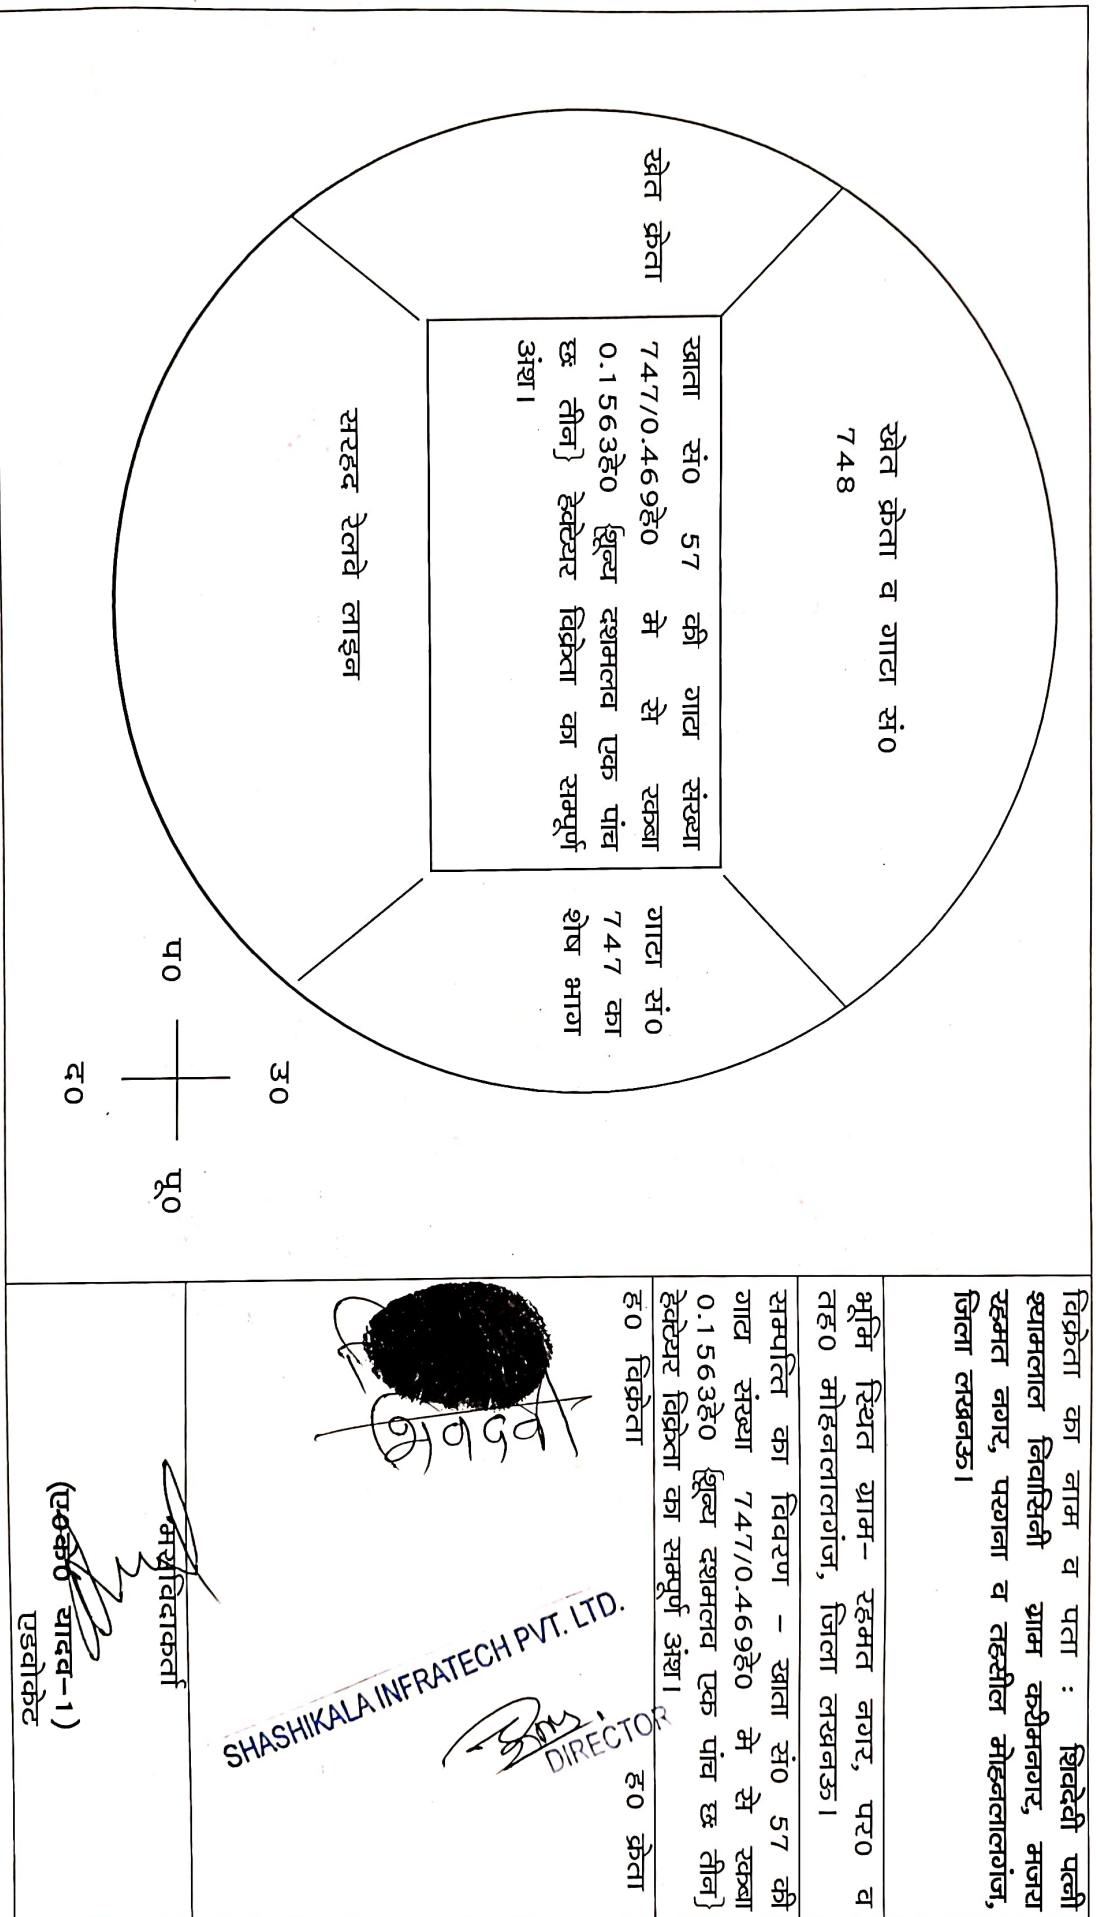 खेत क्रेता व गाटा सं0
748
खेत क्रेता
खाता सं0 57 की गाटा संख्या
747/0.469हे0 मे से रकबा
0.1563हे0 {शून्य दशमलव एक पांच
छः तीन} हेक्टेयर विक्रेता का सम्पूर्ण
अंश।
गाटा सं0
747 का
शेष भाग
सरहद रेलवे लाइन
उ0
प0
पू0
द0
विक्रेता का नाम व पता : शिवदेवी पत्नी
श्यामलाल निवासिनी ग्राम करीमनगर, मजरा
रहमत नगर, परगना व तहसील मोहनलालगंज,
जिला लखनऊ।
भूमि स्थित ग्राम- रहमत नगर, पर0 व
तह0 मोहनलालगंज, जिला लखनऊ।
सम्पत्ति का विवरण - खाता सं0 57 की
गाटा संख्या 747/0.469हे0 मे से रकबा
0.1563हे0 {शून्य दशमलव एक पांच छः तीन}
हेक्टेयर विक्रेता का सम्पूर्ण अंश।
ह0 विक्रेता ह0 क्रेता
शिवदेवी
SHASHIKALA INFRATECH PVT. LTD.
DIRECTOR
मसविदाकर्ता
(ए0के0 यादव-1)
एडवोकेट